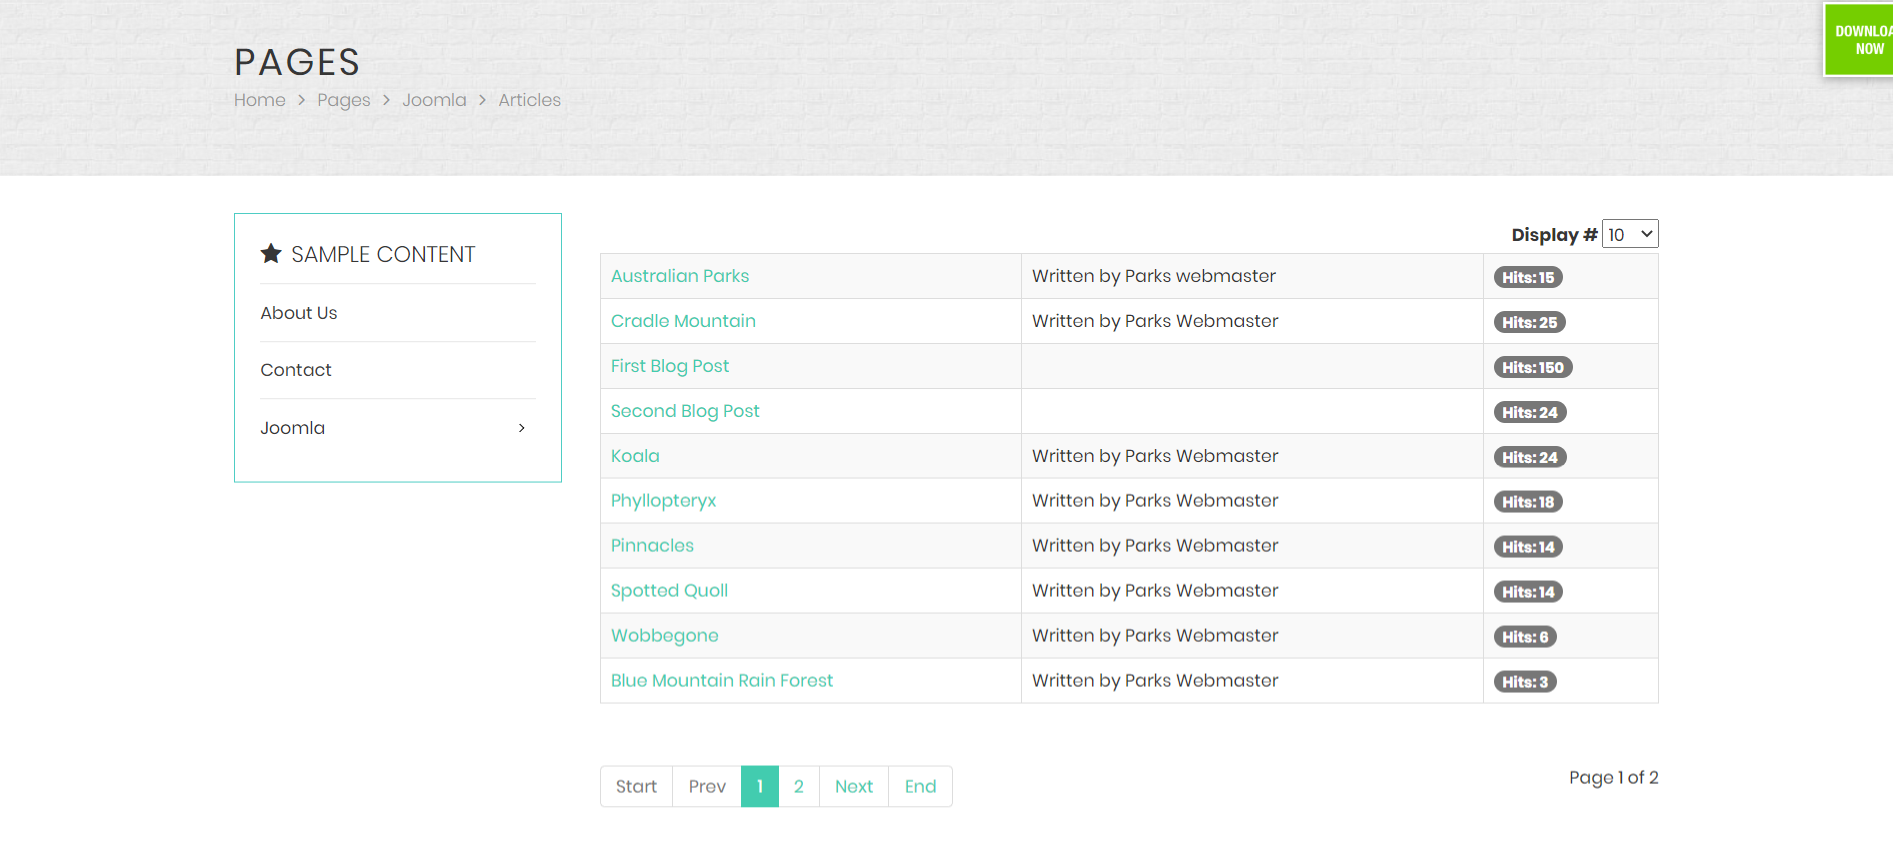 DOWNLOA
NOW
PAGES
Home > Pages > Joomla > Articles
SAMPLE CONTENT
About Us
Contact
Joomla >
Display # 10
Australian Parks Written by Parks webmaster Hits: 15
Cradle Mountain Written by Parks Webmaster Hits: 25
First Blog Post Hits: 150
Second Blog Post Hits: 24
Koala Written by Parks Webmaster Hits: 24
Phyllopteryx Written by Parks Webmaster Hits: 18
Pinnacles Written by Parks Webmaster Hits: 14
Spotted Quoll Written by Parks Webmaster Hits: 14
Wobbegone Written by Parks Webmaster Hits: 6
Blue Mountain Rain Forest Written by Parks Webmaster Hits: 3
Start Prev 1 2 Next End
Page 1 of 2